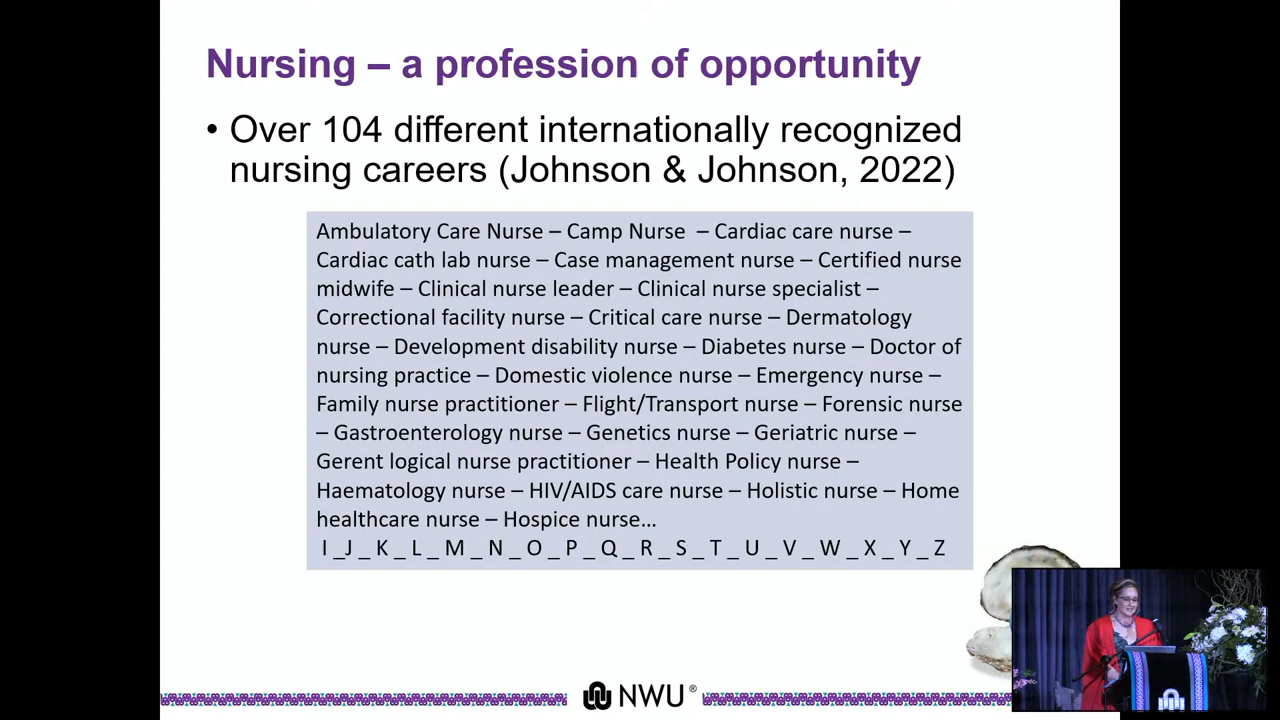 Nursing – a profession of opportunity
• Over 104 different internationally recognized
nursing careers (Johnson & Johnson, 2022)
Ambulatory Care Nurse – Camp Nurse – Cardiac care nurse –
Cardiac cath lab nurse – Case management nurse – Certified nurse
midwife – Clinical nurse leader – Clinical nurse specialist –
Correctional facility nurse – Critical care nurse – Dermatology
nurse – Development disability nurse – Diabetes nurse – Doctor of
nursing practice – Domestic violence nurse – Emergency nurse –
Family nurse practitioner – Flight/Transport nurse – Forensic nurse
– Gastroenterology nurse – Genetics nurse – Geriatric nurse –
Gerent logical nurse practitioner – Health Policy nurse –
Haematology nurse – HIV/AIDS care nurse – Holistic nurse – Home
healthcare nurse – Hospice nurse…
I _J _ K _ L _ M _ N _ O _ P _ Q _ R _ S _ T _ U _ V _ W _ X _ Y _ Z
NWU®